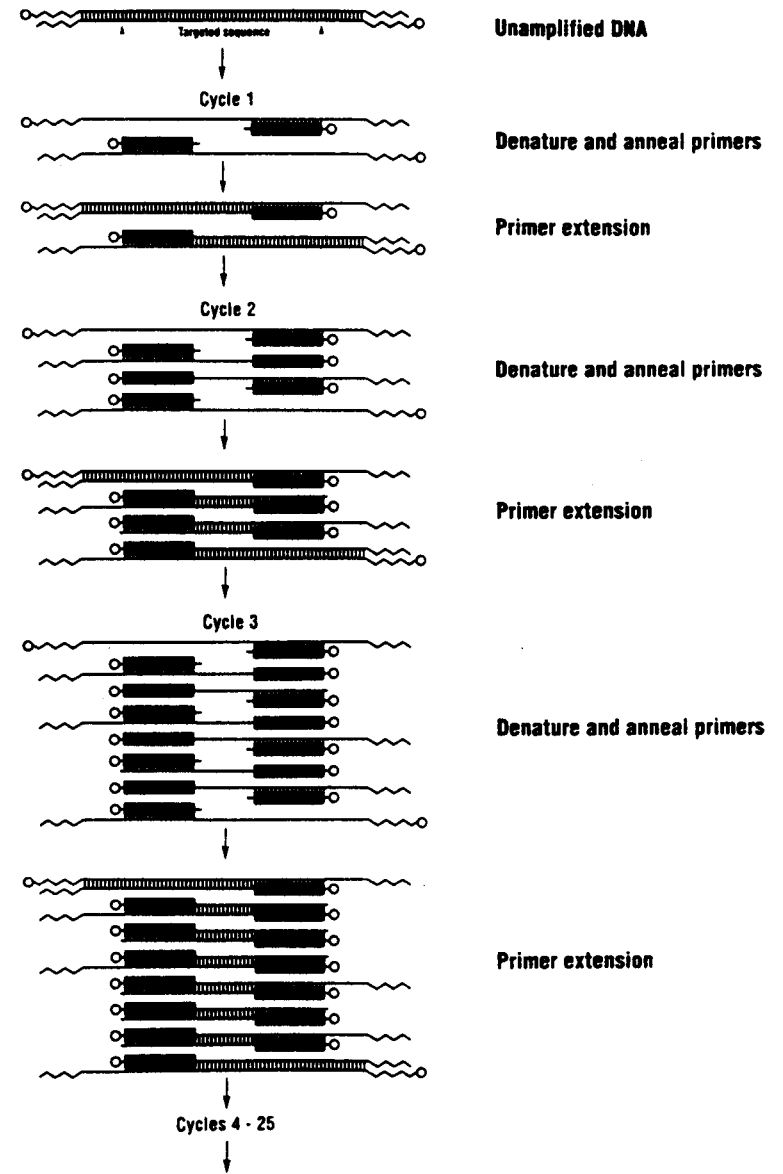 Unamplified DNA
Targeted sequence
Cycle 1
Denature and anneal primers
Primer extension
Cycle 2
Denature and anneal primers
Primer extension
Cycle 3
Denature and anneal primers
Primer extension
Cycles 4 - 25